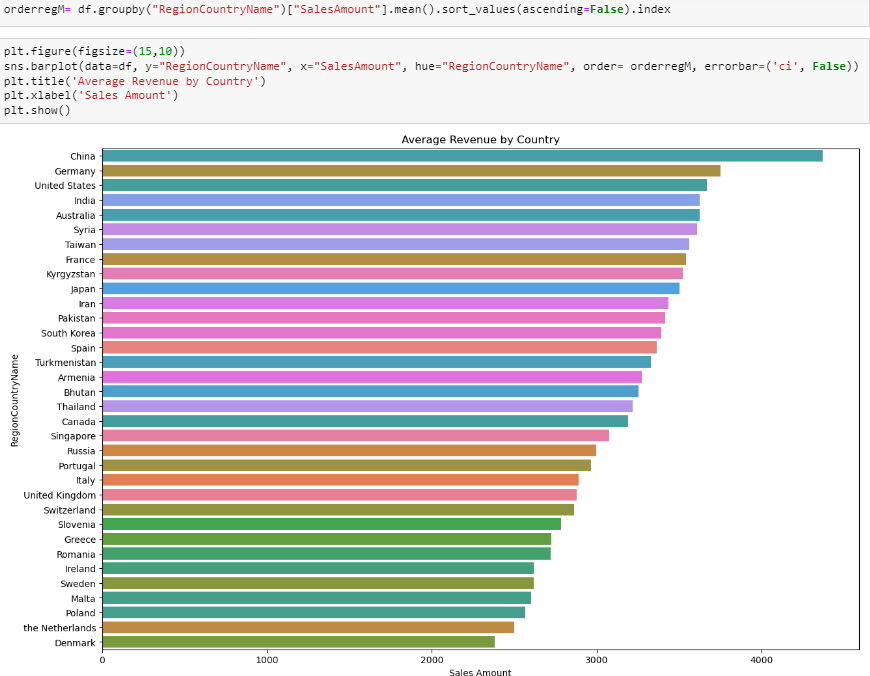 orderregM= df.groupby("RegionCountryName")["SalesAmount"].mean().sort_values(ascending=False).index
plt.figure(figsize=(15,10))
sns.barplot(data=df, y="RegionCountryName", x="SalesAmount", hue="RegionCountryName", order= orderregM, errorbar=('ci', False))
plt.title('Average Revenue by Country')
plt.xlabel('Sales Amount')
plt.show()
Average Revenue by Country
RegionCountryName
China
Germany
United States
India
Australia
Syria
Taiwan
France
Kyrgyzstan
Japan
Iran
Pakistan
South Korea
Spain
Turkmenistan
Armenia
Bhutan
Thailand
Canada
Singapore
Russia
Portugal
Italy
United Kingdom
Switzerland
Slovenia
Greece
Romania
Ireland
Sweden
Malta
Poland
the Netherlands
Denmark
0 1000 2000 3000 4000
Sales Amount